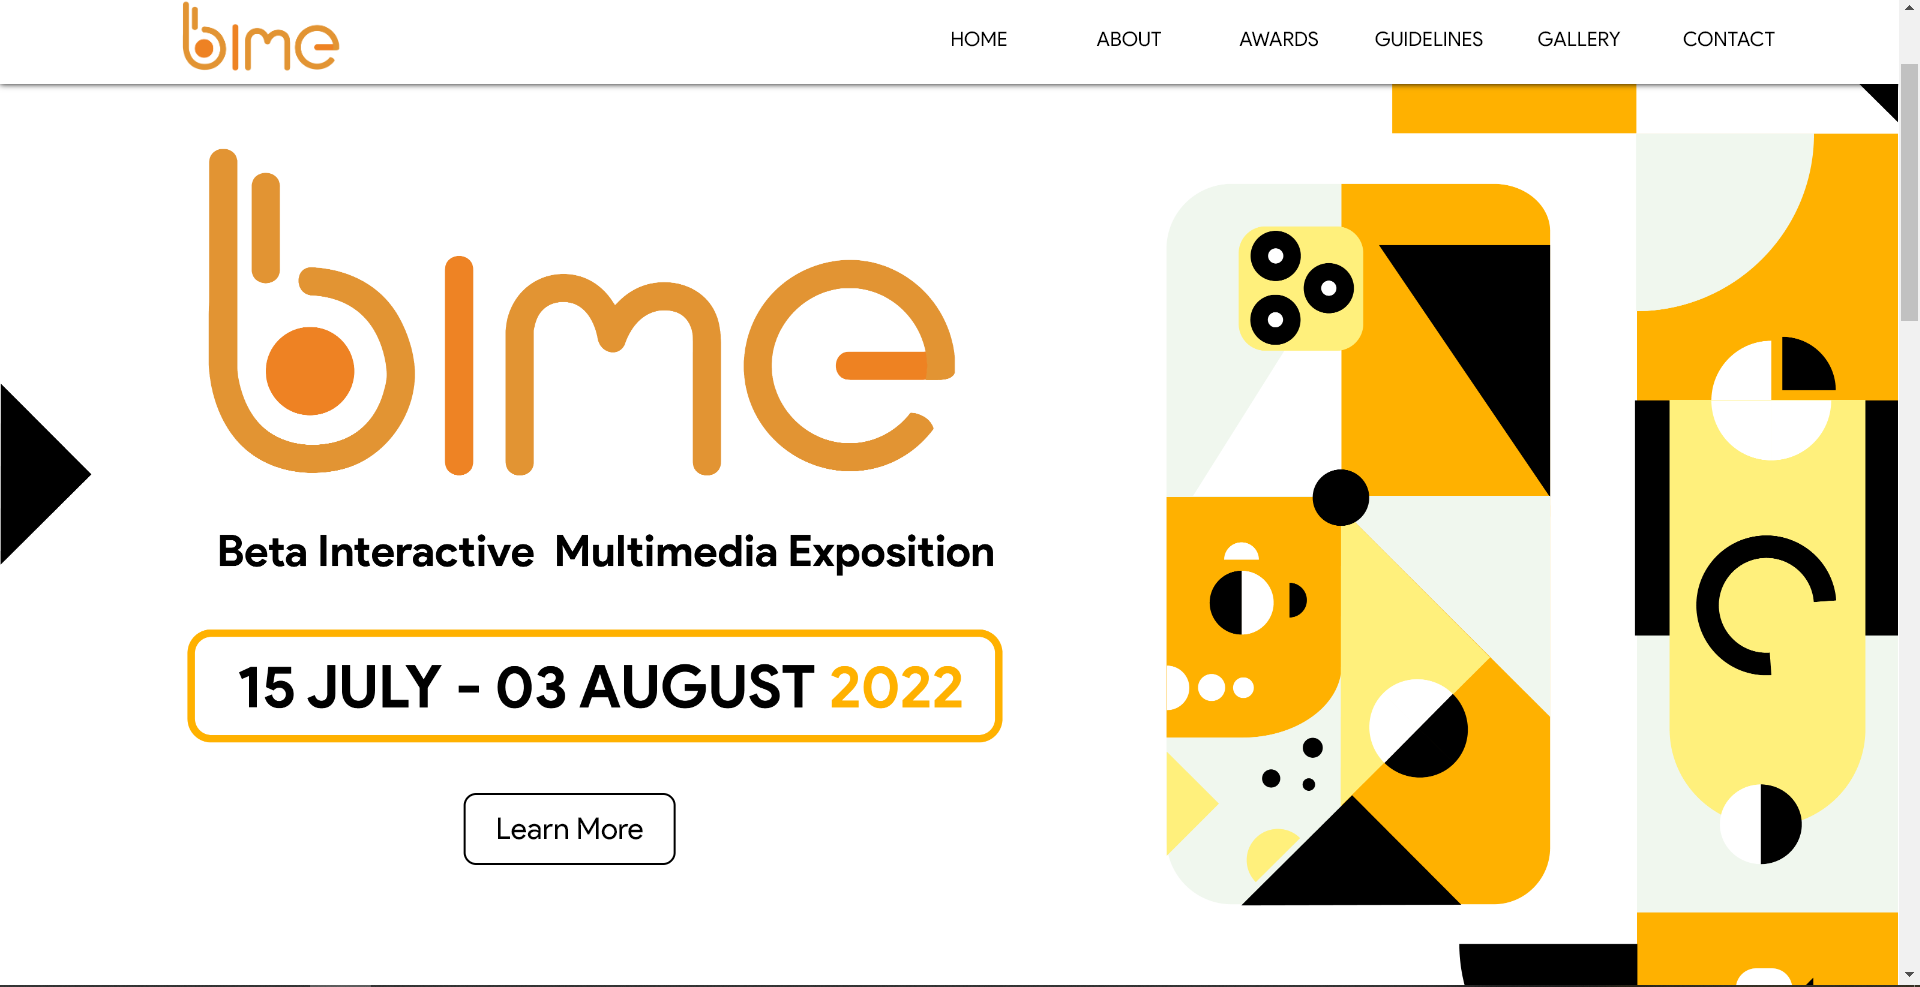 bime
HOME ABOUT AWARDS GUIDELINES GALLERY CONTACT
bime
Beta Interactive Multimedia Exposition
15 JULY - 03 AUGUST 2022
Learn More